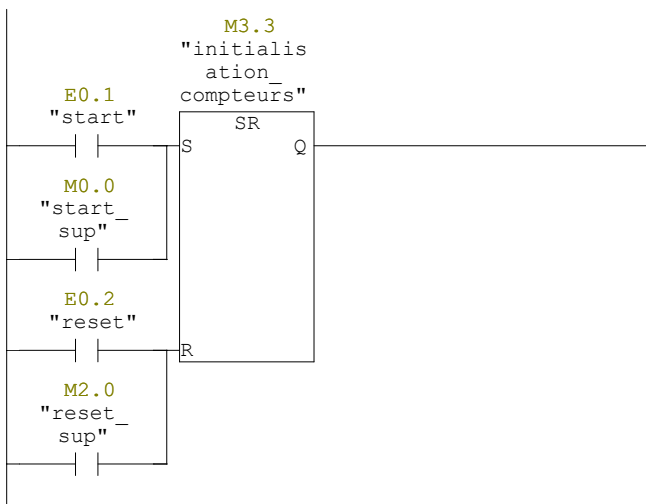 M3.3
"initialis
ation_
compteurs"
E0.1
"start"
SR
S Q
M0.0
"start_
sup"
E0.2
"reset"
R
M2.0
"reset_
sup"